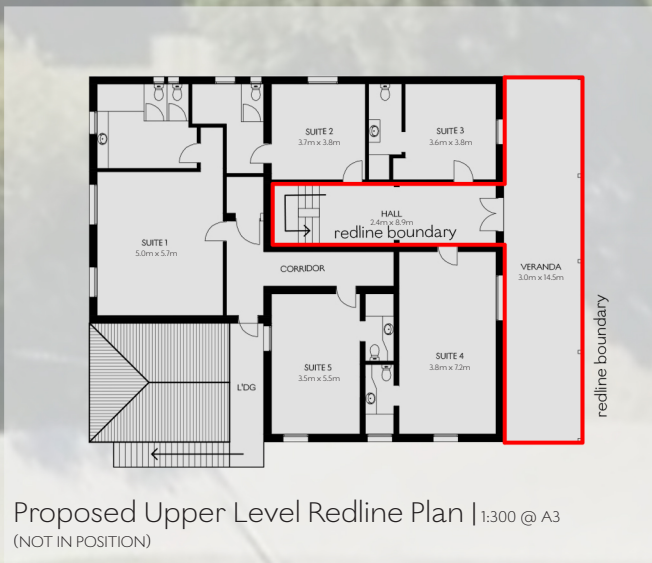 SUITE 2
3.7m x 3.8m
SUITE 3
3.6m x 3.8m
HALL
2.4m x 8.9m
redline boundary
SUITE 1
5.0m x 5.7m
CORRIDOR
VERANDA
3.0m x 14.5m
redline boundary
SUITE 4
3.8m x 7.2m
SUITE 5
3.5m x 5.5m
L'DG
Proposed Upper Level Redline Plan | 1:300 @ A3
(NOT IN POSITION)